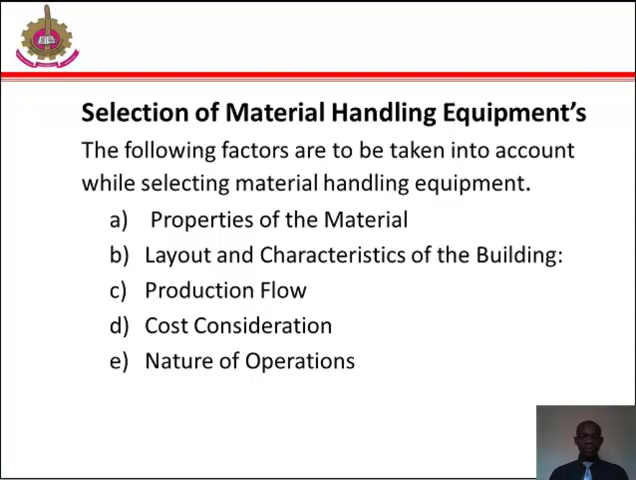 Selection of Material Handling Equipment's
The following factors are to be taken into account
while selecting material handling equipment.
a) Properties of the Material
b) Layout and Characteristics of the Building:
c) Production Flow
d) Cost Consideration
e) Nature of Operations